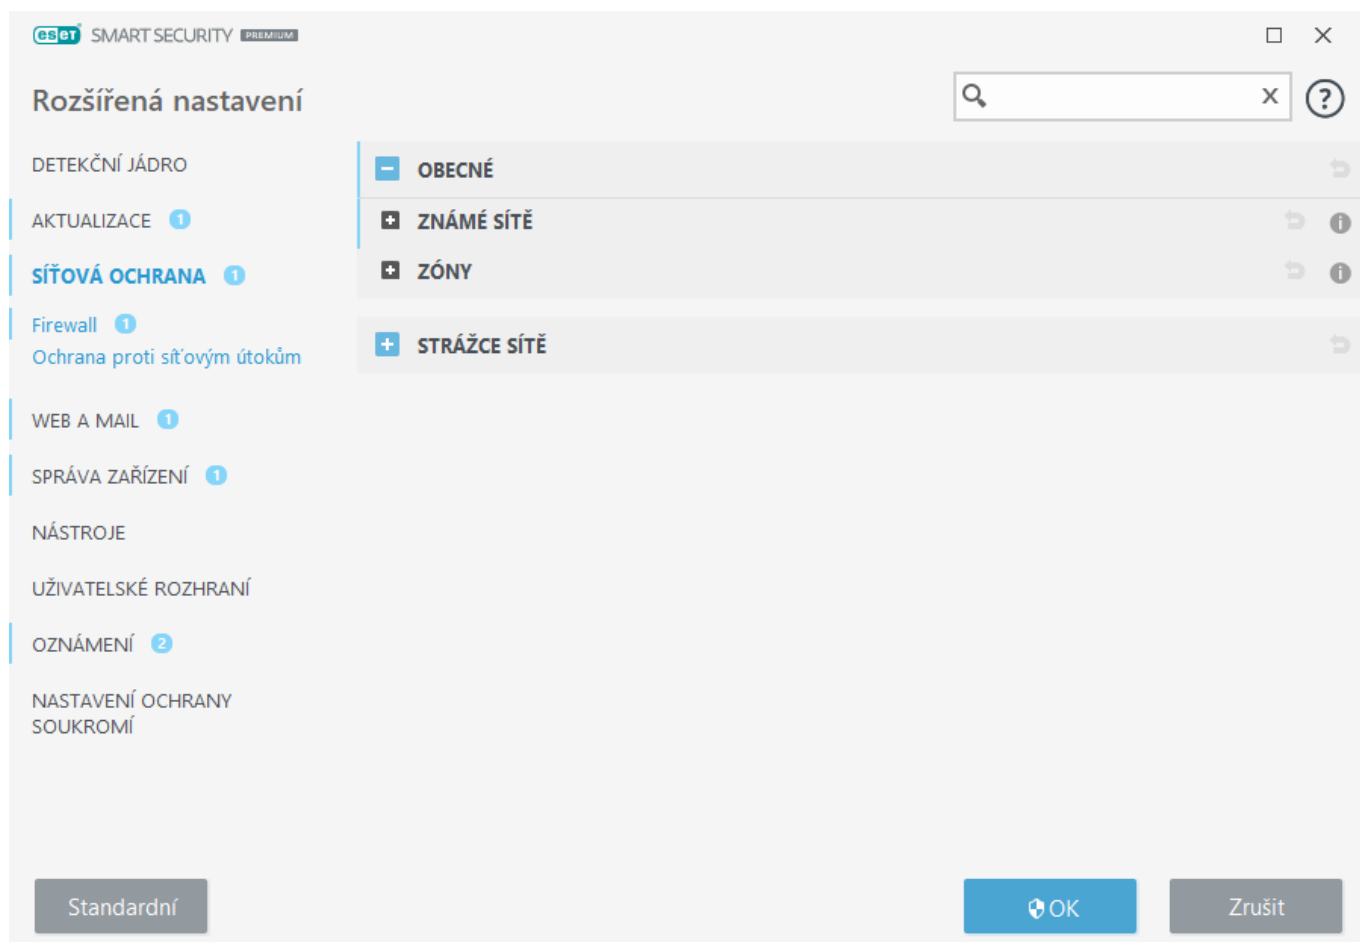 eset SMART SECURITY PREMIUM
Rozšířená nastavení
DETEKČNÍ JÁDRO
AKTUALIZACE 1
SÍŤOVÁ OCHRANA 1
Firewall 1
Ochrana proti síťovým útokům
WEB A MAIL 1
SPRÁVA ZAŘÍZENÍ 1
NÁSTROJE
UŽIVATELSKÉ ROZHRANÍ
OZNÁMENÍ 2
NASTAVENÍ OCHRANY
SOUKROMÍ
OBECNÉ
ZNÁMÉ SÍTĚ
ZÓNY
STRÁŽCE SÍTĚ
Standardní
OK
Zrušit